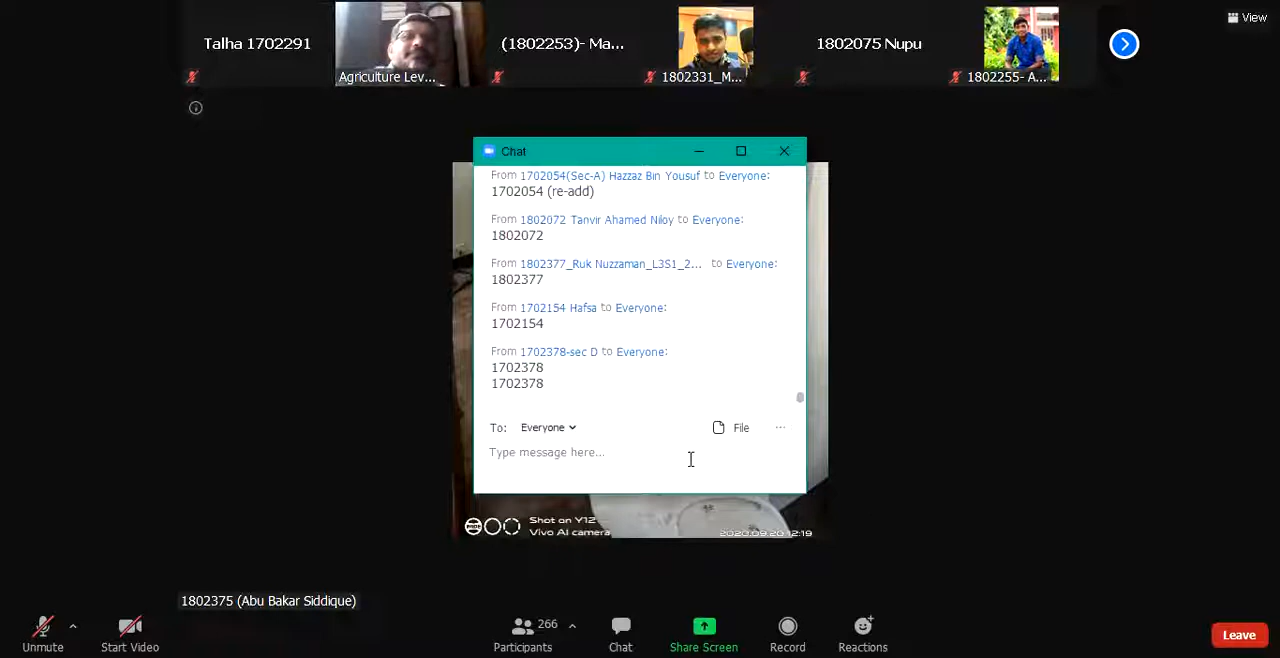 View
Talha 1702291
Agriculture Lev...
(1802253)- Ma...
1802331_M...
1802075 Nupu
1802255- A...
Chat
From 1702054(Sec-A) Hazzaz Bin Yousuf to Everyone:
1702054 (re-add)
From 1802072 Tanvir Ahamed Niloy to Everyone:
1802072
From 1802377_Ruk Nuzzaman_L3S1_2... to Everyone:
1802377
From 1702154 Hafsa to Everyone:
1702154
From 1702378-sec D to Everyone:
1702378
1702378
To: Everyone File ...
Type message here...
Shot on Y12
Vivo AI camera
2020.09.20 12:19
1802375 (Abu Bakar Siddique)
Unmute
Start Video
266
Participants
Chat
Share Screen
Record
Reactions
Leave